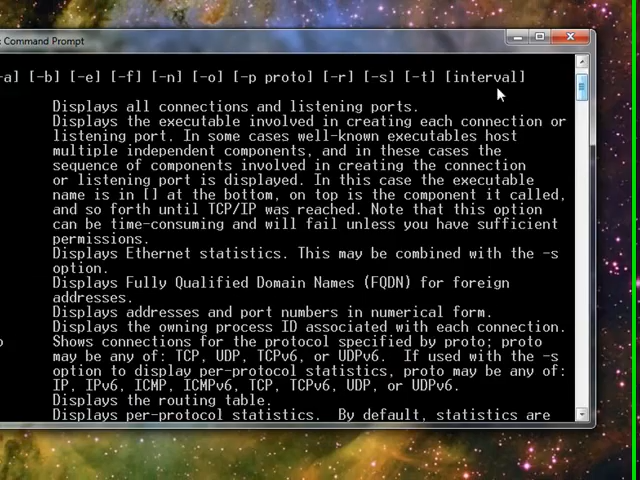 Command Prompt
-a] [-b] [-e] [-f] [-n] [-o] [-p proto] [-r] [-s] [-t] [interval]
Displays all connections and listening ports.
Displays the executable involved in creating each connection or
listening port. In some cases well-known executables host
multiple independent components, and in these cases the
sequence of components involved in creating the connection
or listening port is displayed. In this case the executable
name is in [] at the bottom, on top is the component it called,
and so forth until TCP/IP was reached. Note that this option
can be time-consuming and will fail unless you have sufficient
permissions.
Displays Ethernet statistics. This may be combined with the -s
option.
Displays Fully Qualified Domain Names (FQDN) for foreign
addresses.
Displays addresses and port numbers in numerical form.
Displays the owning process ID associated with each connection.
o Shows connections for the protocol specified by proto; proto
may be any of: TCP, UDP, TCPv6, or UDPv6. If used with the -s
option to display per-protocol statistics, proto may be any of:
IP, IPv6, ICMP, ICMPv6, TCP, TCPv6, UDP, or UDPv6.
Displays the routing table.
Displays per-protocol statistics. By default, statistics are